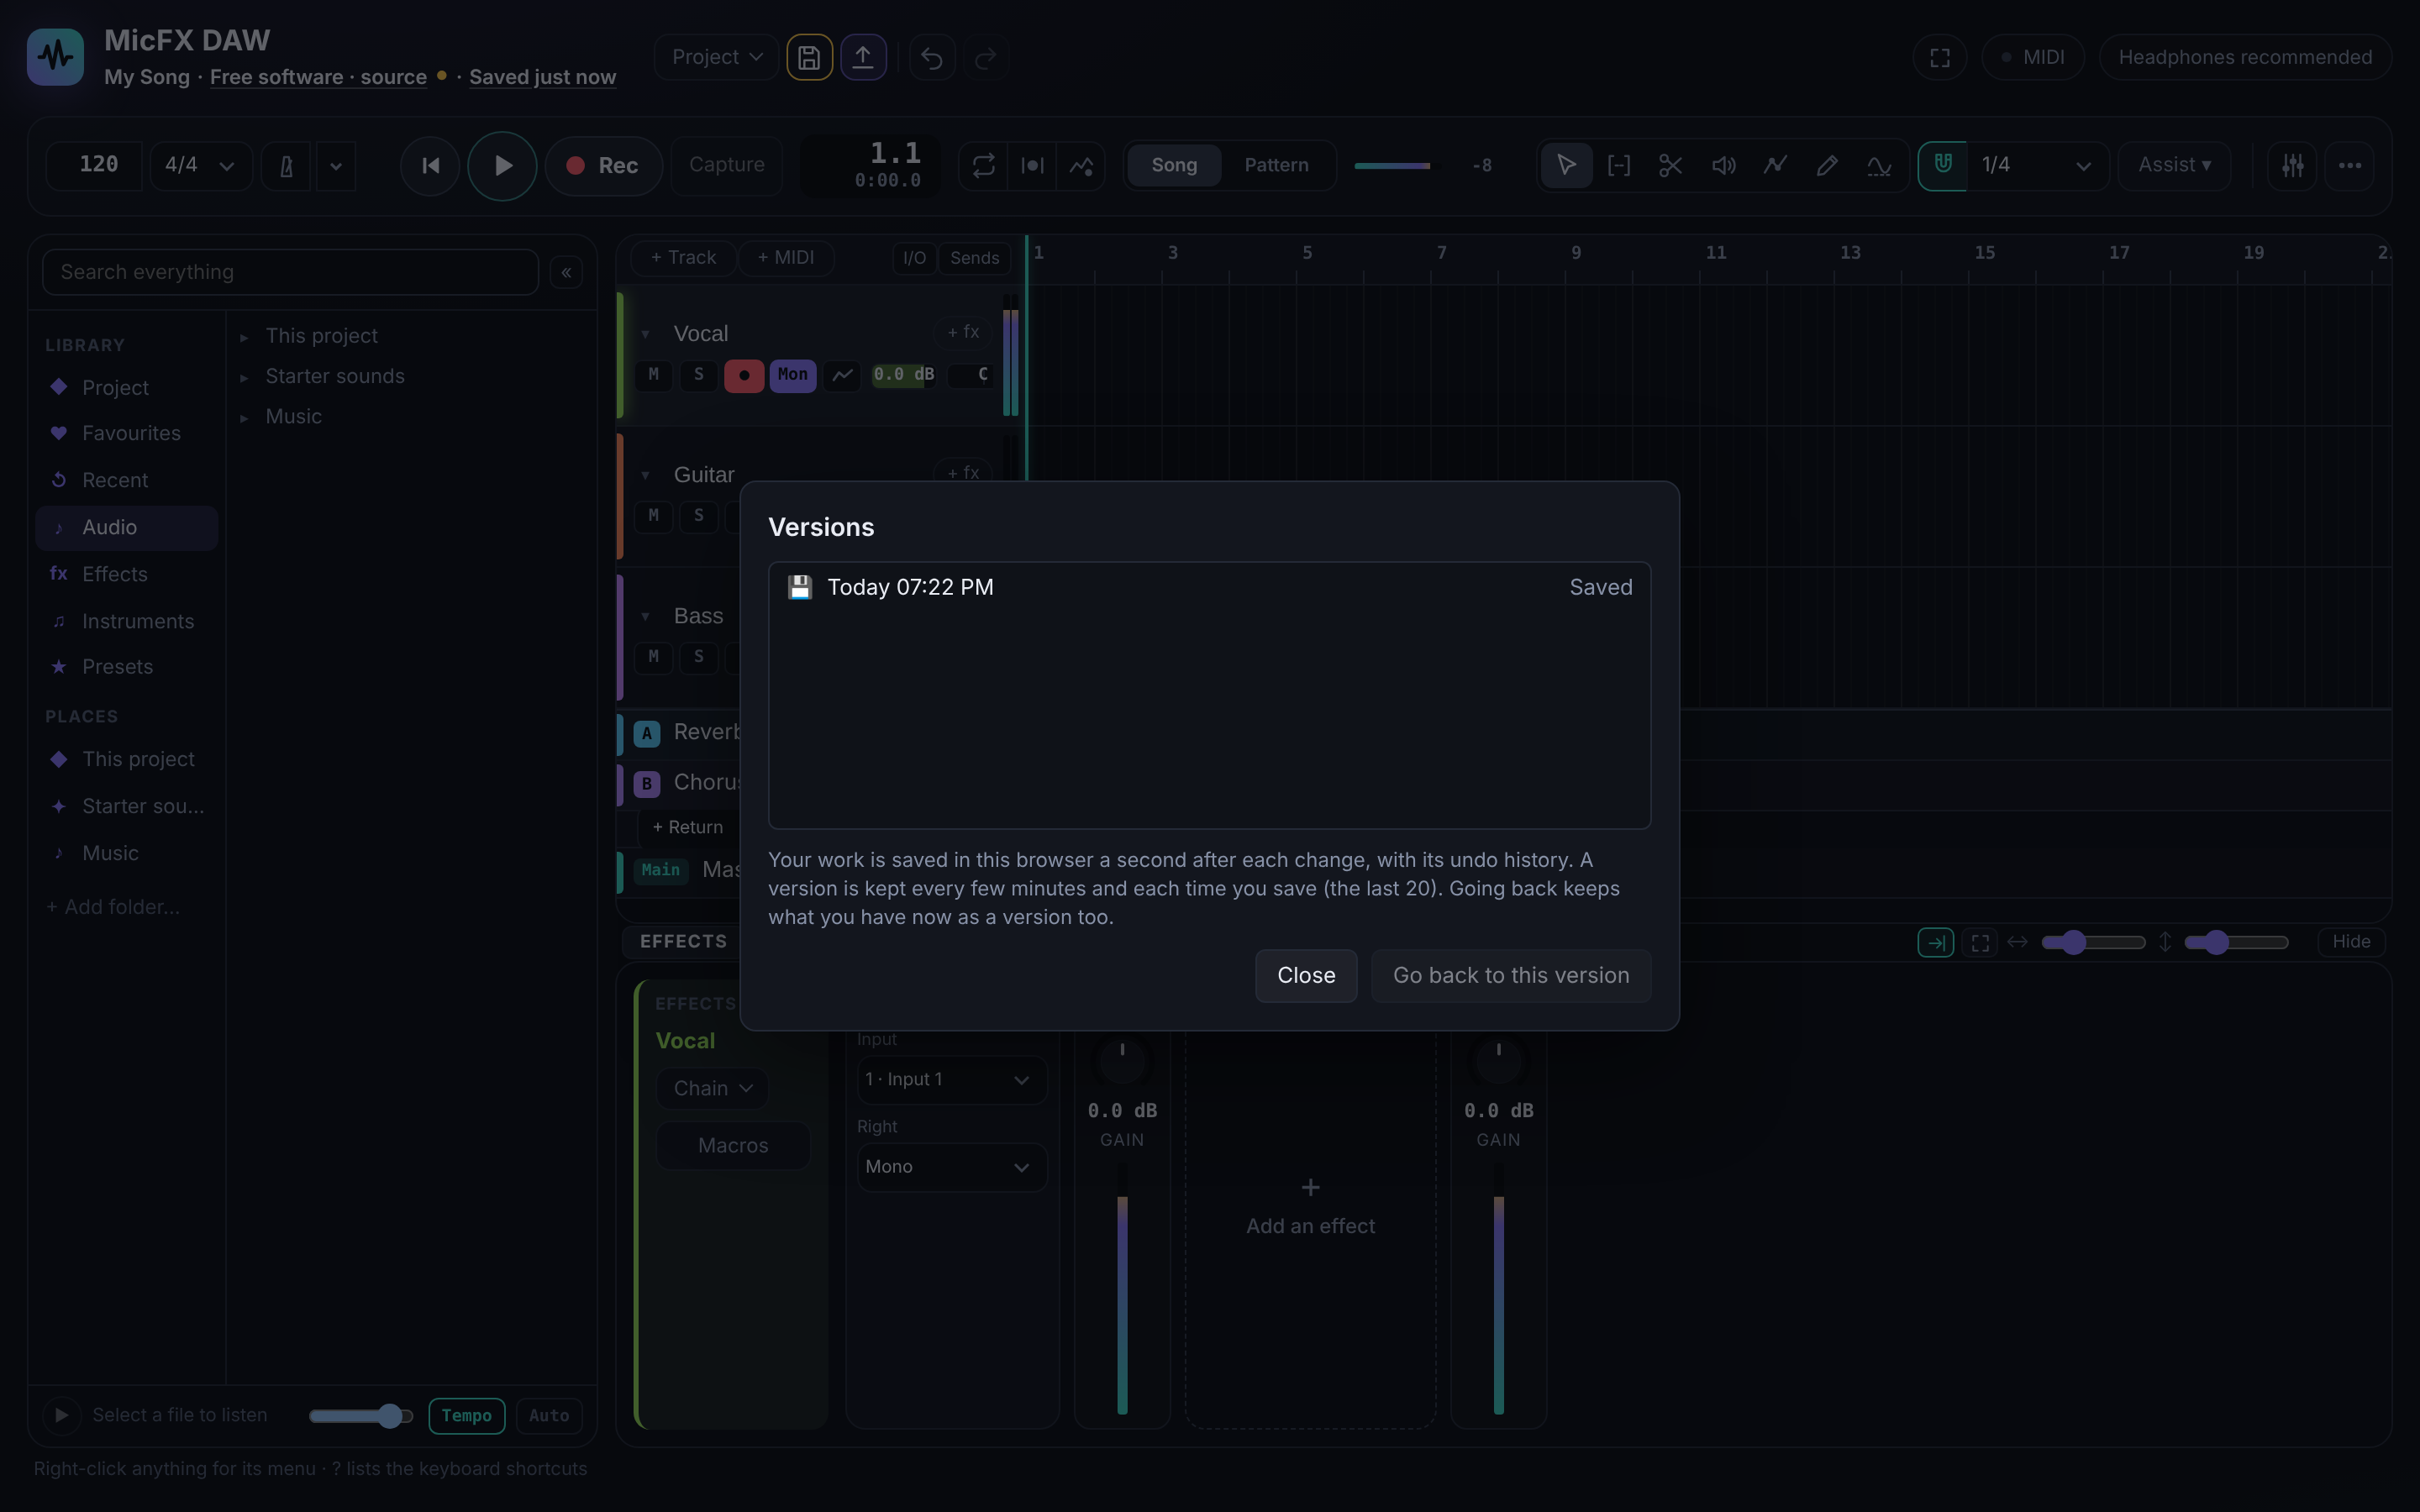 MicFX DAW
My Song · Free software · source · Saved just now
Project
MIDI
Headphones recommended
120
4/4
Rec
Capture
1.1
0:00.0
Song
Pattern
-8
1/4
Assist ▾
Search everything
«
LIBRARY
Project
Favourites
Recent
Audio
fx Effects
Instruments
Presets
PLACES
This project
Starter sou...
Music
+ Add folder...
This project
Starter sounds
Music
+ Track
+ MIDI
I/O
Sends
1 3 5 7 9 11 13 15 17 19 2
Vocal
+ fx
M S Mon 0.0 dB C
Guitar
+ fx
M S
Bass
M S
A Reverb
B Chorus
+ Return
Main Mas
Versions
Today 07:22 PM
Saved
Your work is saved in this browser a second after each change, with its undo history. A
version is kept every few minutes and each time you save (the last 20). Going back keeps
what you have now as a version too.
Close
Go back to this version
EFFECTS
Hide
EFFECTS
Vocal
Chain
Macros
Input
1 · Input 1
Right
Mono
0.0 dB
GAIN
+
Add an effect
0.0 dB
GAIN
Select a file to listen
Tempo
Auto
Right-click anything for its menu · ? lists the keyboard shortcuts